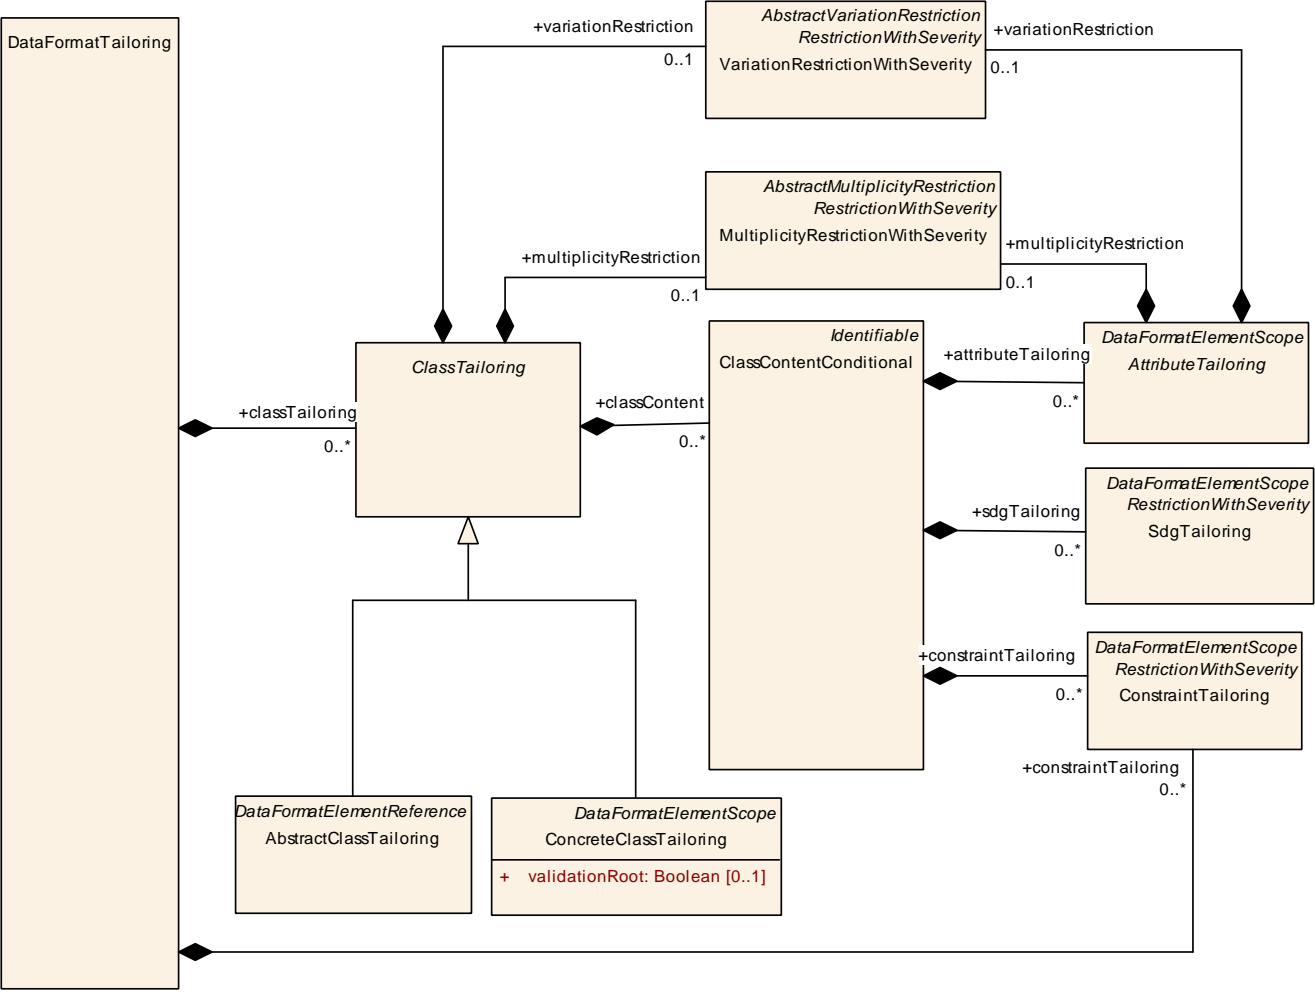 DataFormatTailoring
+variationRestriction
0..1
AbstractVariationRestriction
RestrictionWithSeverity
VariationRestrictionWithSeverity
+variationRestriction
0..1
AbstractMultiplicityRestriction
RestrictionWithSeverity
MultiplicityRestrictionWithSeverity
+multiplicityRestriction
0..1
+multiplicityRestriction
0..1
+classTailoring
0..*
ClassTailoring
+classContent
0..*
Identifiable
ClassContentConditional
+attributeTailoring
0..*
DataFormatElementScope
AttributeTailoring
+sdgTailoring
0..*
DataFormatElementScope
RestrictionWithSeverity
SdgTailoring
+constraintTailoring
0..*
DataFormatElementScope
RestrictionWithSeverity
ConstraintTailoring
+constraintTailoring
0..*
DataFormatElementReference
AbstractClassTailoring
DataFormatElementScope
ConcreteClassTailoring
+ validationRoot: Boolean [0..1]